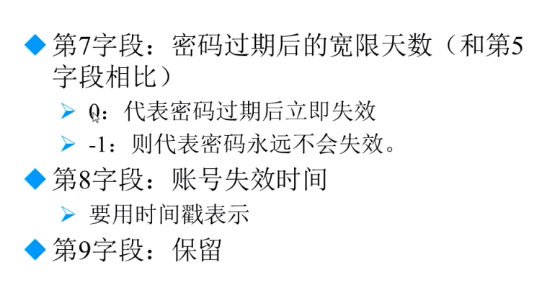 第7字段：密码过期后的宽限天数（和第5
字段相比）
0：代表密码过期后立即失效
-1：则代表密码永远不会失效。
第8字段：账号失效时间
要用时间戳表示
第9字段：保留